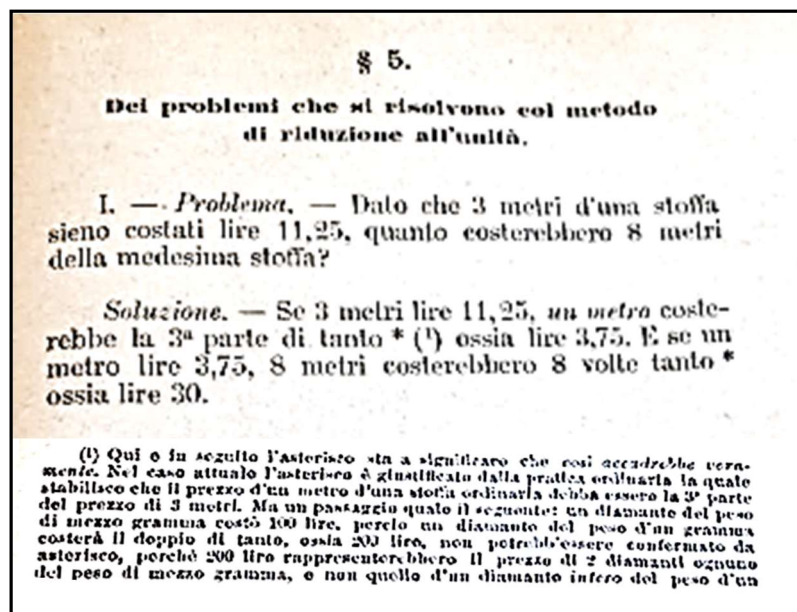 § 5.
Dei problemi che si risolvono col metodo
di riduzione all'unità.
I. — Problema. — Dato che 3 metri d'una stoffa
sieno costati lire 11,25, quanto costerebbero 8 metri
della medesima stoffa?
Soluzione. — Se 3 metri lire 11,25, un metro coste-
rebbe la 3ª parte di tanto * (¹) ossia lire 3,75. E se un
metro lire 3,75, 8 metri costerebbero 8 volte tanto *
ossia lire 30.
(¹) Qui e in seguito l'asterisco sta a significare che così accadrebbe vera-
mente. Nel caso attuale l'asterisco è giustificato dalla pratica ordinaria la quale
stabilisce che il prezzo d'un metro d'una stoffa ordinaria debba essere la 3ª parte
del prezzo di 3 metri. Ma un passaggio quale il seguente: un diamante del peso
di mezzo gramma costò 100 lire, perciò un diamante del peso d'un gramma
costerà il doppio di tanto, ossia 200 lire, non potrebb'essere confermato da
asterisco, perchè 200 lire rappresenterebbero il prezzo di 2 diamanti ognuno
del peso di mezzo gramma, e non quello d'un diamante intero del peso d'un